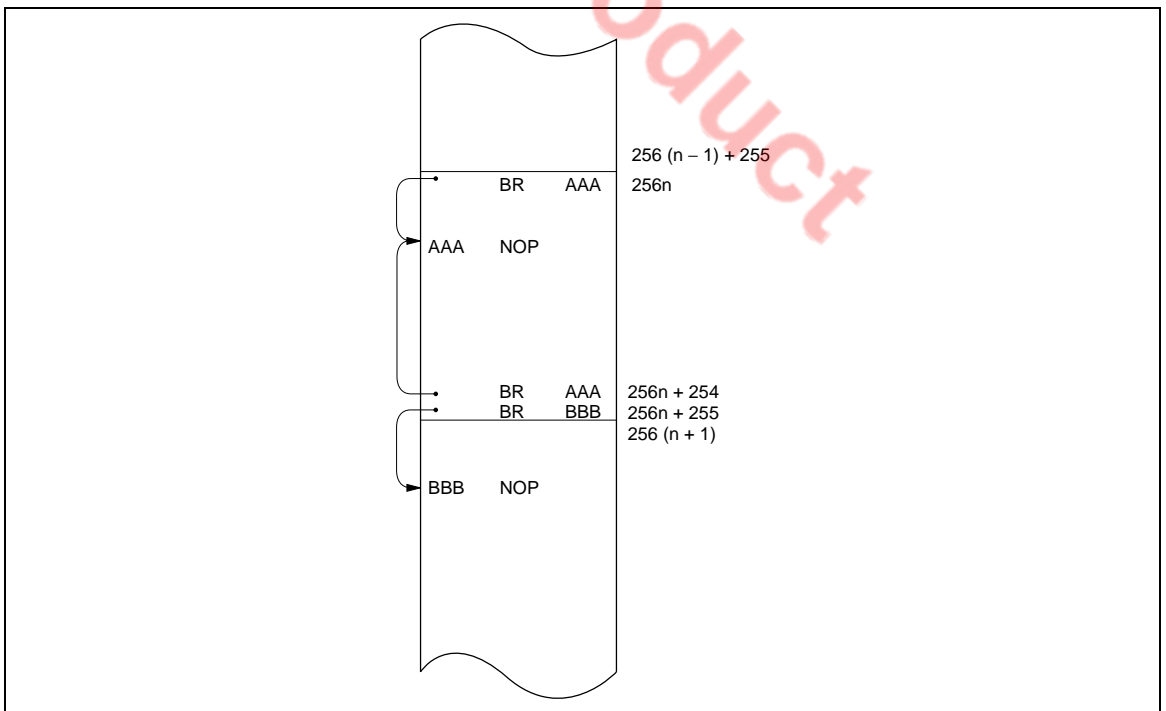 oduct
256 (n – 1) + 255
BR AAA 256n
AAA NOP
BR AAA 256n + 254
BR BBB 256n + 255
256 (n + 1)
BBB NOP